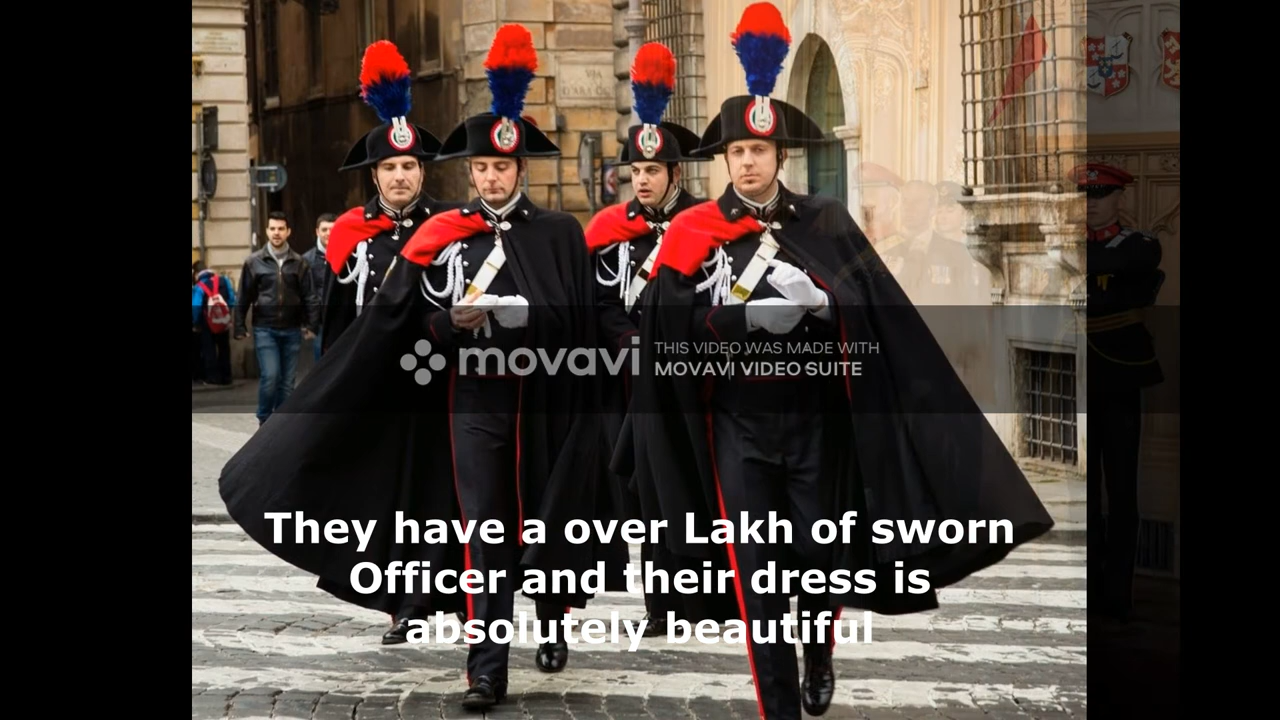 movavi
THIS VIDEO WAS MADE WITH
MOVAVI VIDEO SUITE
They have a over Lakh of sworn
Officer and their dress is
absolutely beautiful